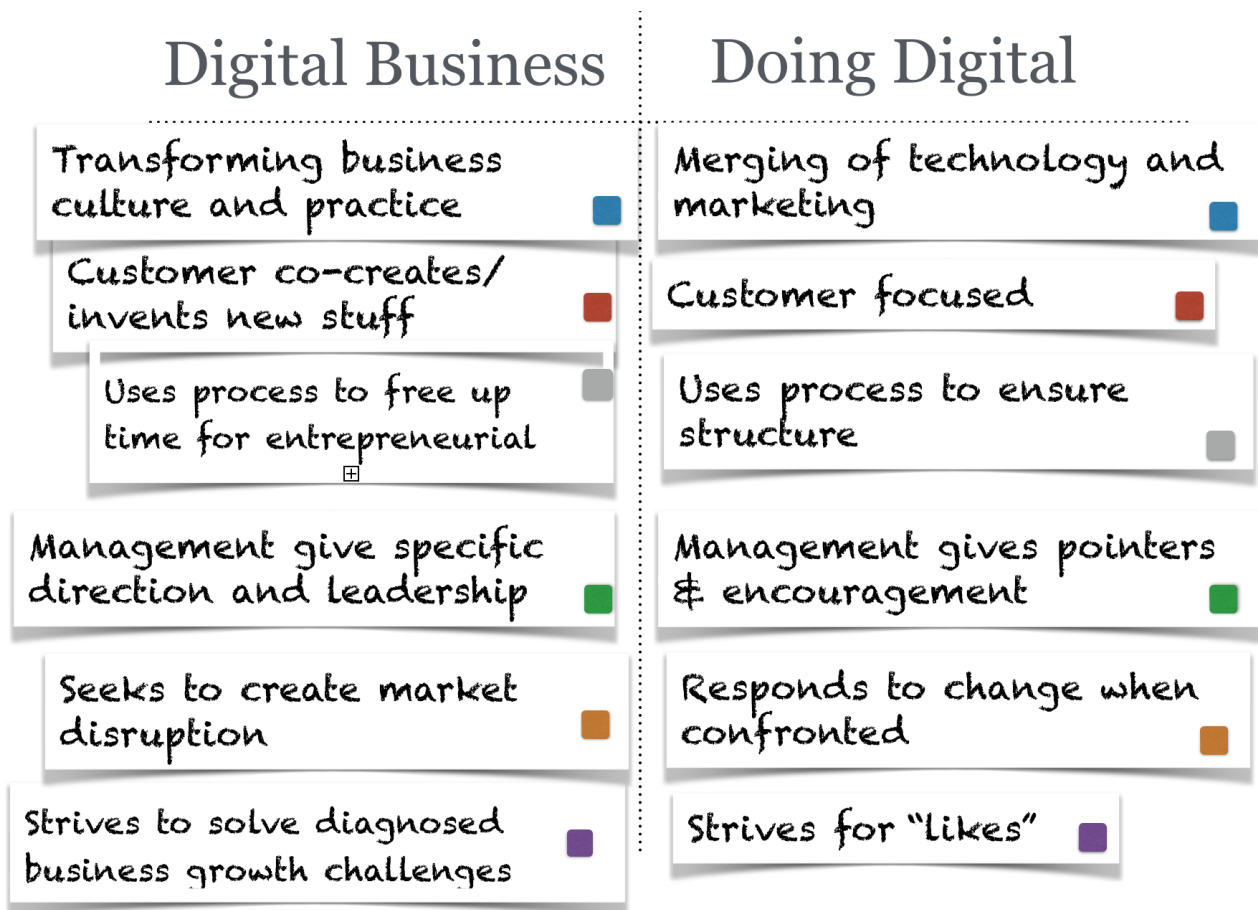 Digital Business
Doing Digital
Transforming business
culture and practice
Merging of technology and
marketing
Customer co-creates/
invents new stuff
Customer focused
Uses process to free up
time for entrepreneurial
Uses process to ensure
structure
Management give specific
direction and leadership
Management gives pointers
& encouragement
Seeks to create market
disruption
Responds to change when
confronted
Strives to solve diagnosed
business growth challenges
Strives for “likes”